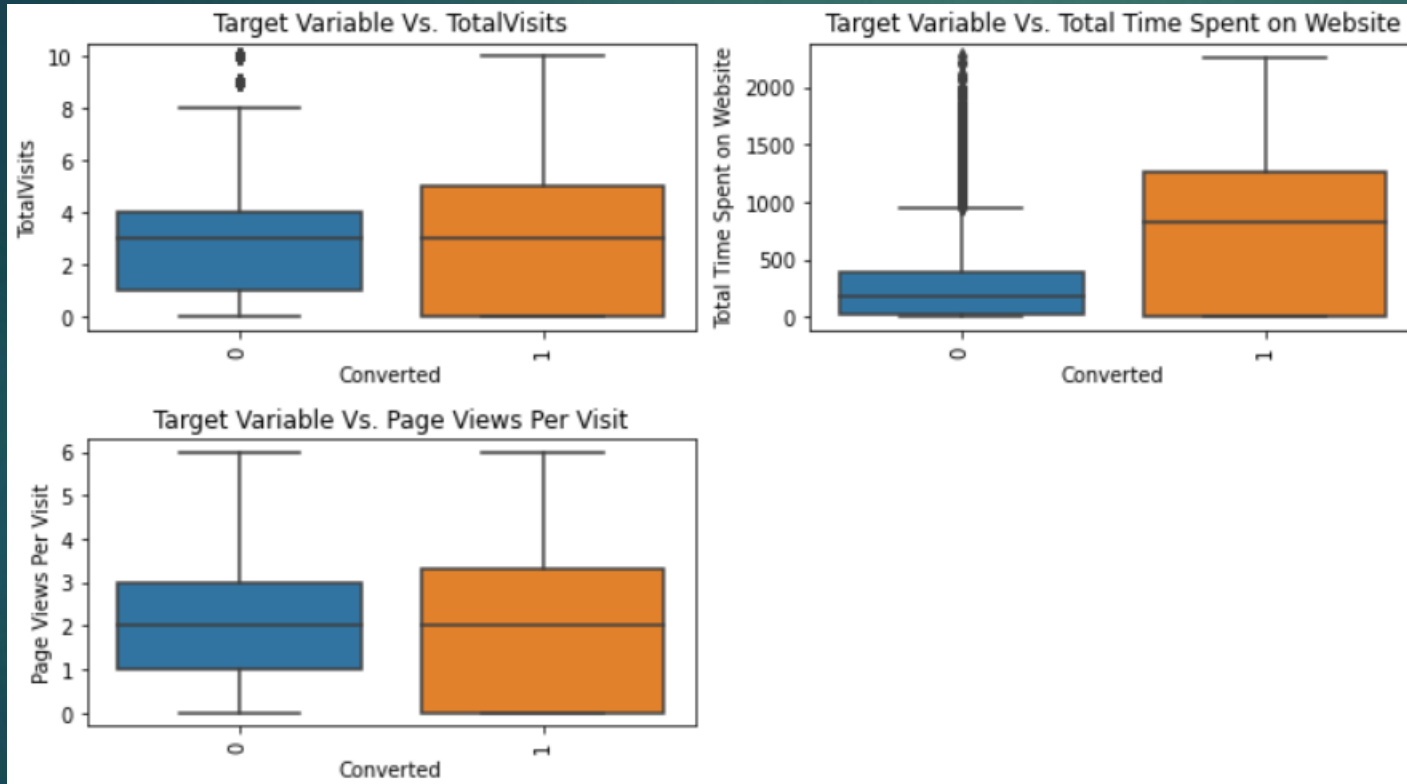 Target Variable Vs. TotalVisits
TotalVisits
10
8
6
4
2
0
0
1
Converted
Target Variable Vs. Total Time Spent on Website
Total Time Spent on Website
2000
1500
1000
500
0
0
1
Converted
Target Variable Vs. Page Views Per Visit
Page Views Per Visit
6
5
4
3
2
1
0
0
1
Converted